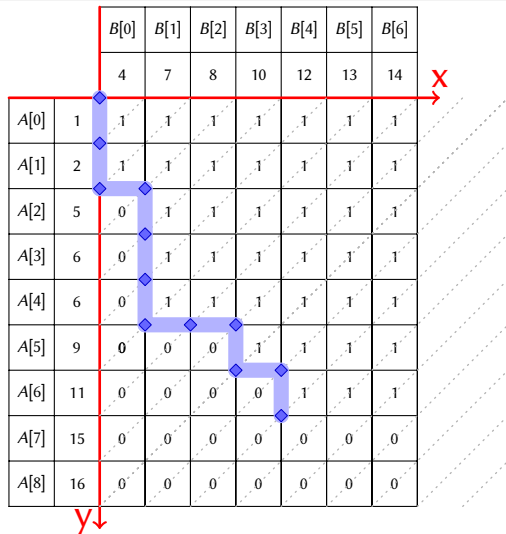 B[0] B[1] B[2] B[3] B[4] B[5] B[6]
4 7 8 10 12 13 14
x
A[0] 1 1 1 1 1 1 1 1
A[1] 2 1 1 1 1 1 1 1
A[2] 5 0 1 1 1 1 1 1
A[3] 6 0 1 1 1 1 1 1
A[4] 6 0 1 1 1 1 1 1
A[5] 9 0 0 0 1 1 1 1
A[6] 11 0 0 0 0 1 1 1
A[7] 15 0 0 0 0 0 0 0
A[8] 16 0 0 0 0 0 0 0
y